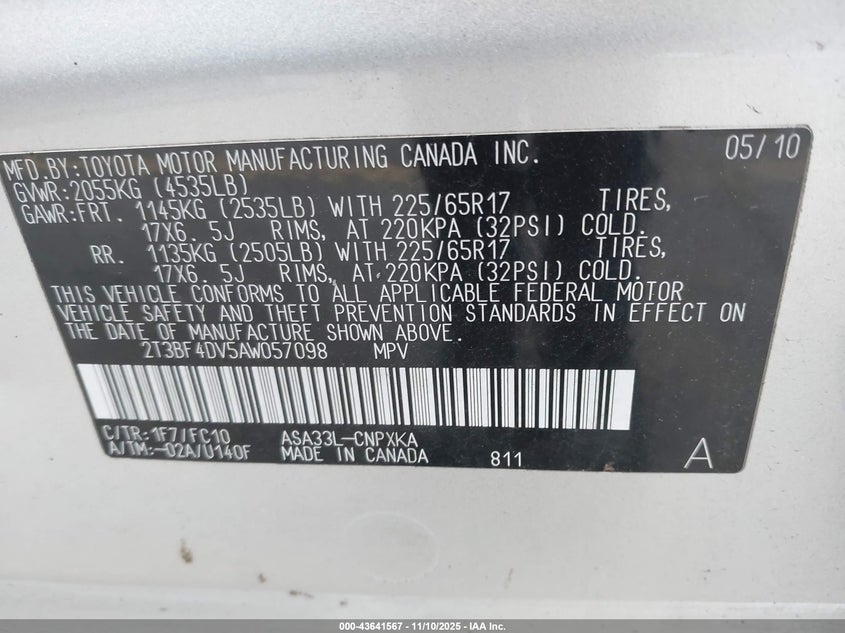 MFD.BY:TOYOTA MOTOR MANUFACTURING CANADA INC. 05/10
GVWR:2055KG (4535LB)
GAWR:FRT. 1145KG (2535LB) WITH 225/65R17 TIRES,
17X6.5J RIMS, AT 220KPA (32PSI) COLD.
RR. 1135KG (2505LB) WITH 225/65R17 TIRES,
17X6.5J RIMS, AT 220KPA (32PSI) COLD.
THIS VEHICLE CONFORMS TO ALL APPLICABLE FEDERAL MOTOR
VEHICLE SAFETY AND THEFT PREVENTION STANDARDS IN EFFECT ON
THE DATE OF MANUFACTURE SHOWN ABOVE.
2T3BF4DV5AW057098 MPV
C/TR:1F7/FC10 ASA33L-CNPXKA
A/TM:-02A/U140F MADE IN CANADA 811 A
000-43641567 - 11/10/2025 - IAA Inc.